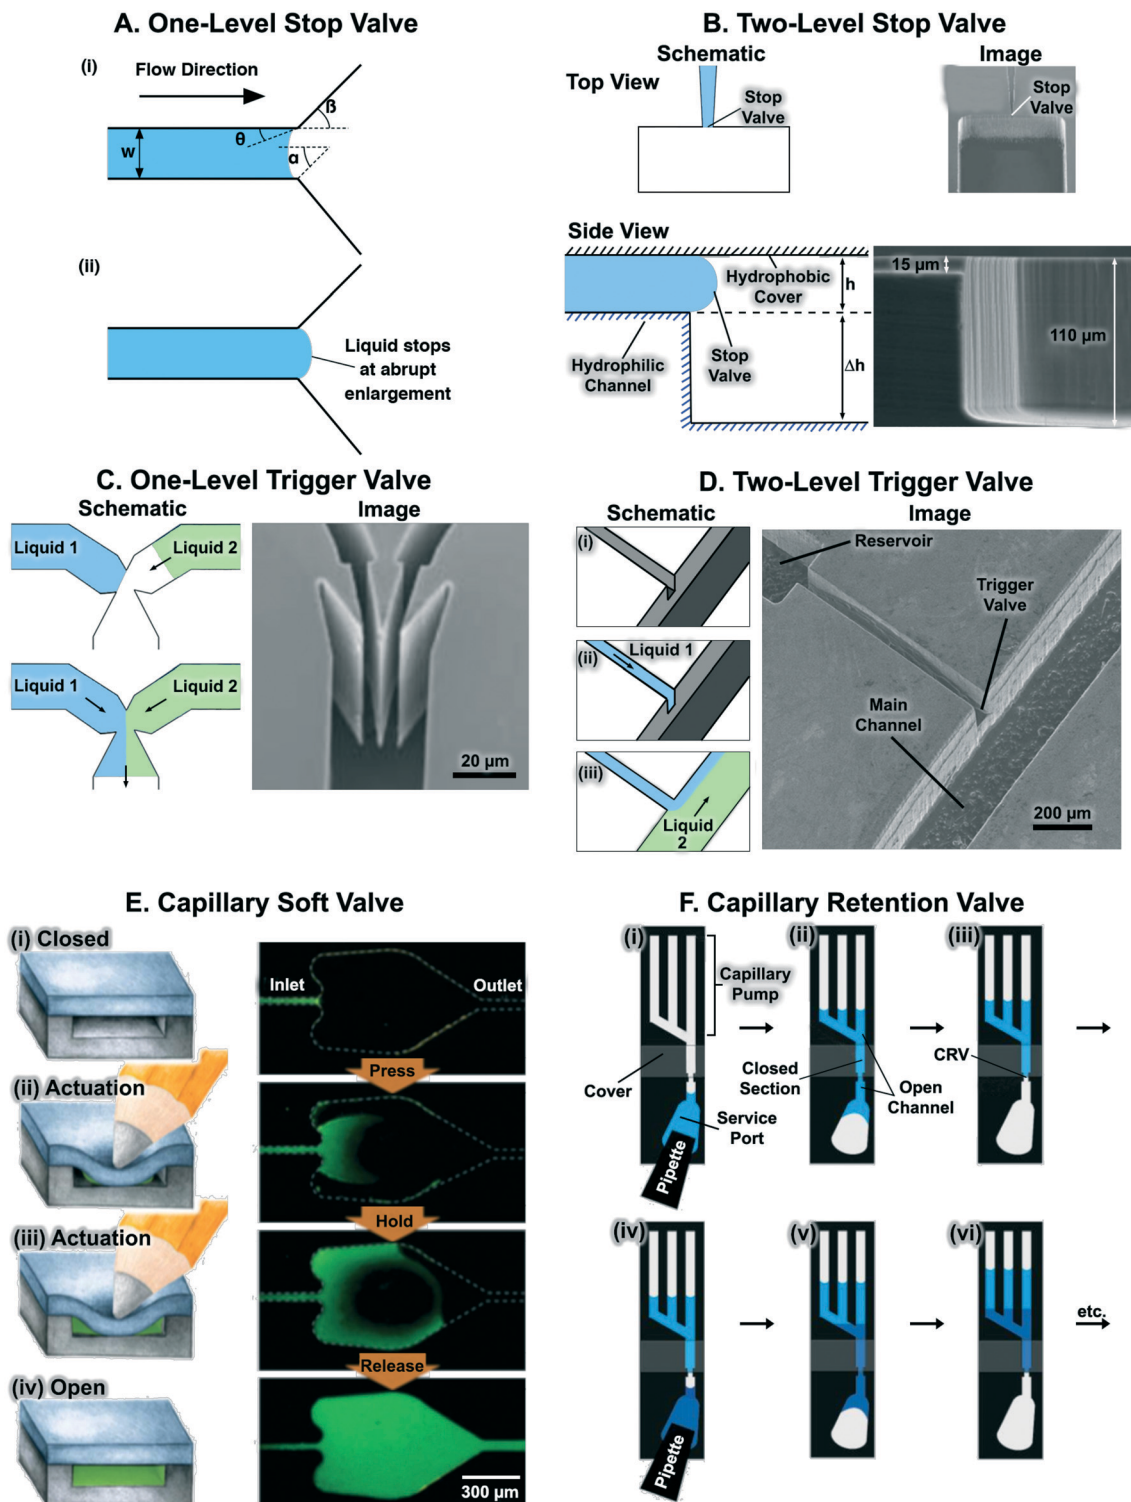 A. One-Level Stop Valve
(i)
Flow Direction
ß
θ
w
α
(ii)
Liquid stops
at abrupt
enlargement
B. Two-Level Stop Valve
Schematic
Image
Top View
Stop
Valve
Stop
Valve
Side View
Hydrophobic
Cover
h
Hydrophilic
Channel
Stop
Valve
Δh
15 µm
110 µm
C. One-Level Trigger Valve
Schematic
Image
Liquid 1
Liquid 2
Liquid 1
Liquid 2
20 µm
D. Two-Level Trigger Valve
Schematic
Image
(i)
(ii)
Liquid 1
(iii)
Liquid
2
Reservoir
Trigger
Valve
Main
Channel
200 µm
E. Capillary Soft Valve
(i) Closed
Inlet
Outlet
Press
(ii) Actuation
Hold
(iii) Actuation
Release
(iv) Open
300 µm
F. Capillary Retention Valve
(i)
Capillary
Pump
Cover
Service
Port
Pipette
(ii)
Closed
Section
Open
Channel
(iii)
CRV
(iv)
Pipette
(v)
(vi)
etc.